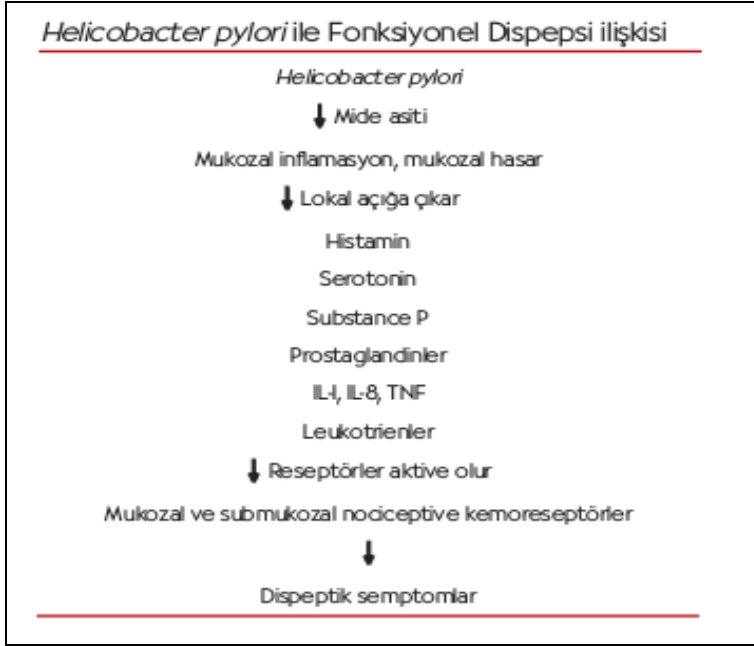 Helicobacter pylori ile Fonksiyonel Dispepsi ilişkisi
Helicobacter pylori
↓ Mide asiti
Mukozal inflamasyon, mukozal hasar
↓ Lokal açığa çıkar
Histamin
Serotonin
Substance P
Prostaglandinler
IL-I, IL-8, TNF
Leukotrienler
↓ Reseptörler aktive olur
Mukozal ve submukozal nociceptive kemoreseptörler
↓
Dispeptik semptomlar